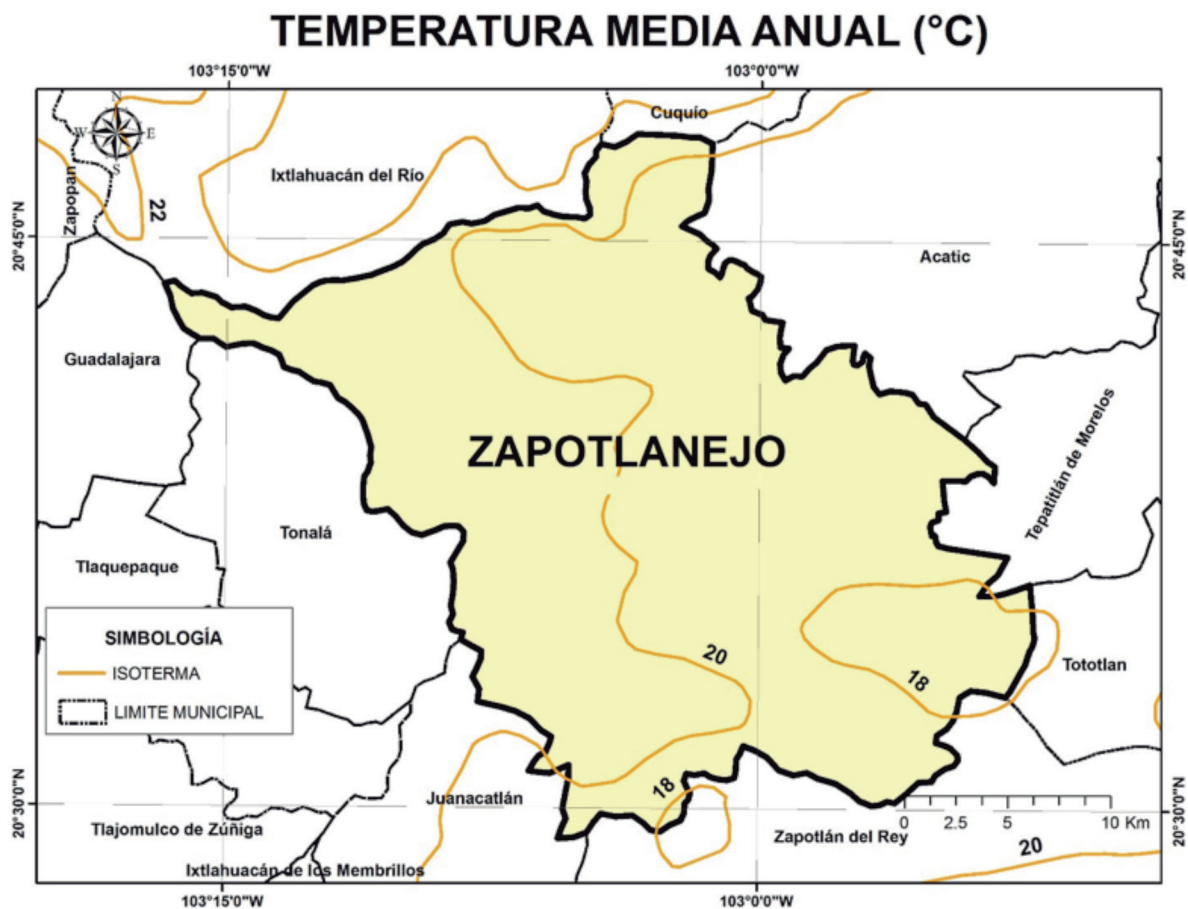 TEMPERATURA MEDIA ANUAL (°C)
103°15'0"W
103°0'0"W
N
W
E
S
Cuquío
Ixtlahuacán del Río
Zapopan
22
20°45'0"N
20°45'0"N
Acatic
Guadalajara
Tepatitlán de Morelos
ZAPOTLANEJO
Tonalá
Tlaquepaque
SIMBOLOGÍA
ISOTERMA
LIMITE MUNICIPAL
20
18
Tototlan
18
Juanacatlán
20°30'0"N
20°30'0"N
0 2.5 5 10 Km
Tlajomulco de Zúñiga
Zapotlán del Rey
20
Ixtlahuacán de los Membrillos
103°15'0"W
103°0'0"W